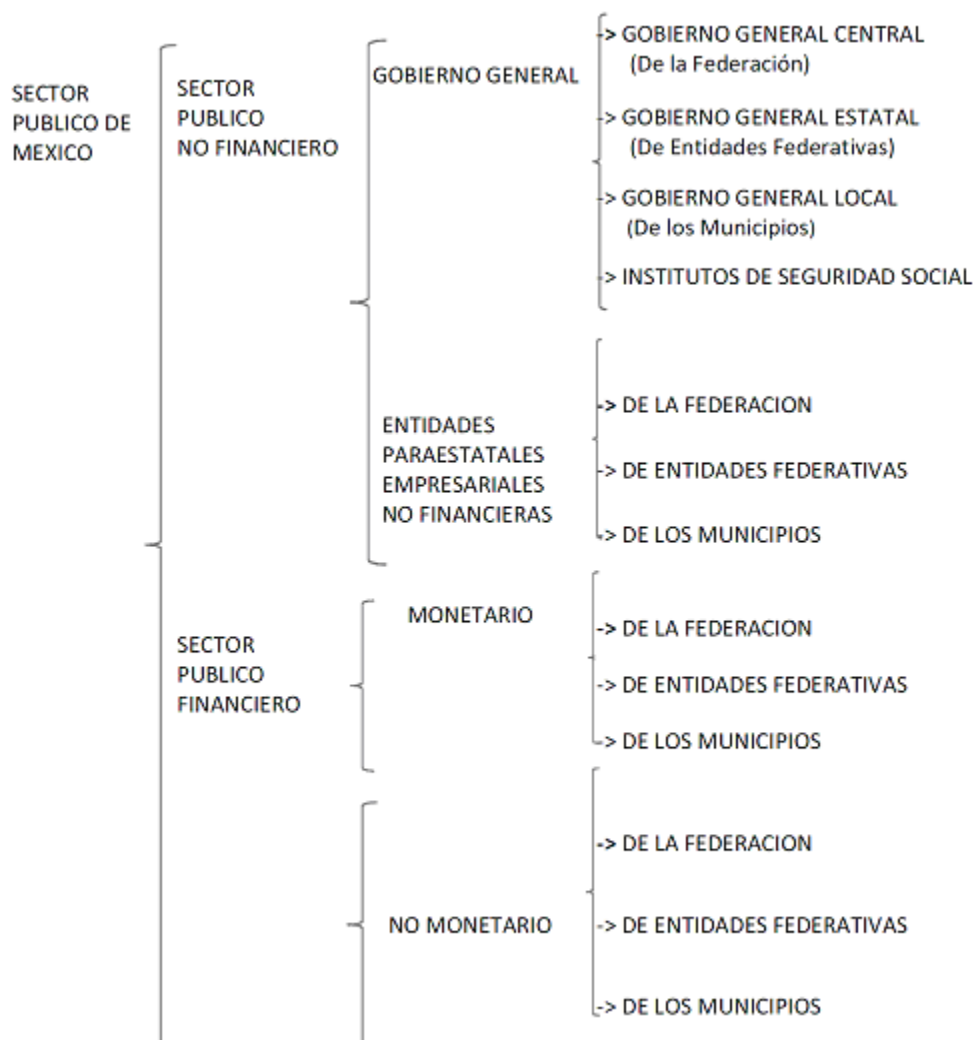 SECTOR
PUBLICO DE
MEXICO
SECTOR
PUBLICO
NO FINANCIERO
GOBIERNO GENERAL
-> GOBIERNO GENERAL CENTRAL
(De la Federación)
-> GOBIERNO GENERAL ESTATAL
(De Entidades Federativas)
-> GOBIERNO GENERAL LOCAL
(De los Municipios)
-> INSTITUTOS DE SEGURIDAD SOCIAL
ENTIDADES
PARAESTATALES
EMPRESARIALES
NO FINANCIERAS
-> DE LA FEDERACION
-> DE ENTIDADES FEDERATIVAS
-> DE LOS MUNICIPIOS
SECTOR
PUBLICO
FINANCIERO
MONETARIO
-> DE LA FEDERACION
-> DE ENTIDADES FEDERATIVAS
-> DE LOS MUNICIPIOS
NO MONETARIO
-> DE LA FEDERACION
-> DE ENTIDADES FEDERATIVAS
-> DE LOS MUNICIPIOS